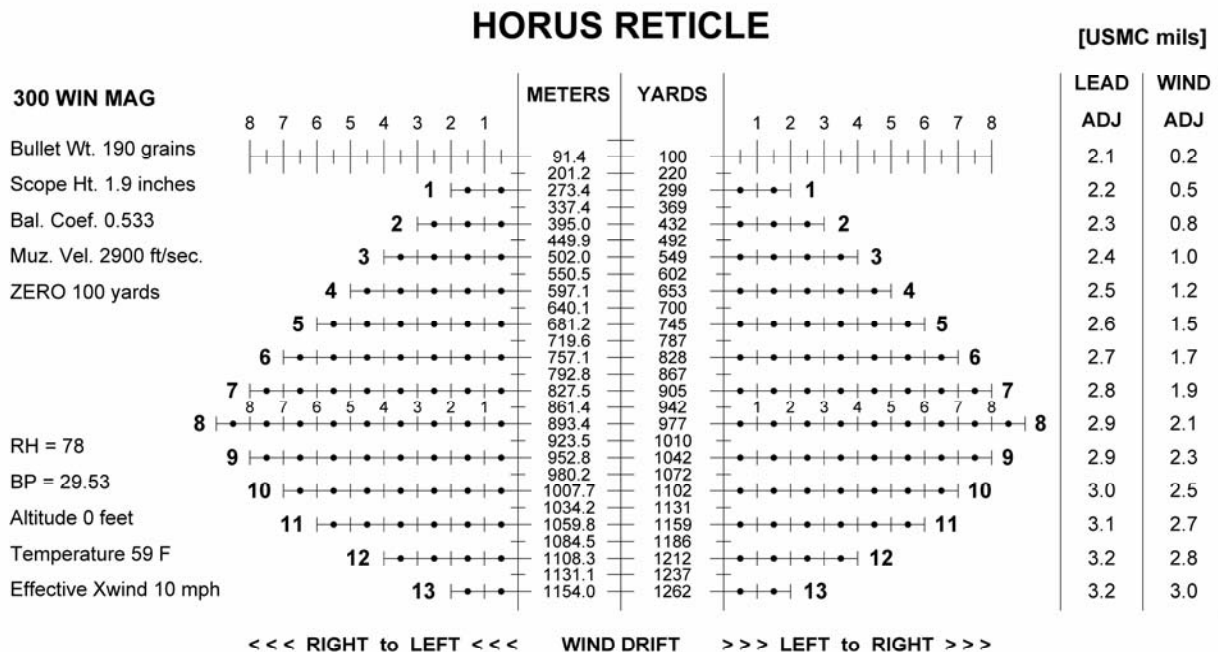 HORUS RETICLE
[USMC mils]
300 WIN MAG
METERS YARDS
LEAD WIND
8 7 6 5 4 3 2 1 1 2 3 4 5 6 7 8
ADJ ADJ
Bullet Wt. 190 grains
91.4 100 2.1 0.2
201.2 220
Scope Ht. 1.9 inches
1 273.4 299 1 2.2 0.5
337.4 369
Bal. Coef. 0.533
2 395.0 432 2 2.3 0.8
449.9 492
Muz. Vel. 2900 ft/sec.
3 502.0 549 3 2.4 1.0
550.5 602
ZERO 100 yards
4 597.1 653 4 2.5 1.2
640.1 700
5 681.2 745 5 2.6 1.5
719.6 787
6 757.1 828 6 2.7 1.7
792.8 867
7 827.5 905 7 2.8 1.9
8 7 6 5 4 3 2 1 861.4 942 1 2 3 4 5 6 7 8
8 893.4 977 8 2.9 2.1
923.5 1010
RH = 78
9 952.8 1042 9 2.9 2.3
980.2 1072
BP = 29.53
10 1007.7 1102 10 3.0 2.5
1034.2 1131
Altitude 0 feet
11 1059.8 1159 11 3.1 2.7
1084.5 1186
Temperature 59 F
12 1108.3 1212 12 3.2 2.8
1131.1 1237
Effective Xwind 10 mph
13 1154.0 1262 13 3.2 3.0
< < < RIGHT to LEFT < < < WIND DRIFT > > > LEFT to RIGHT > > >